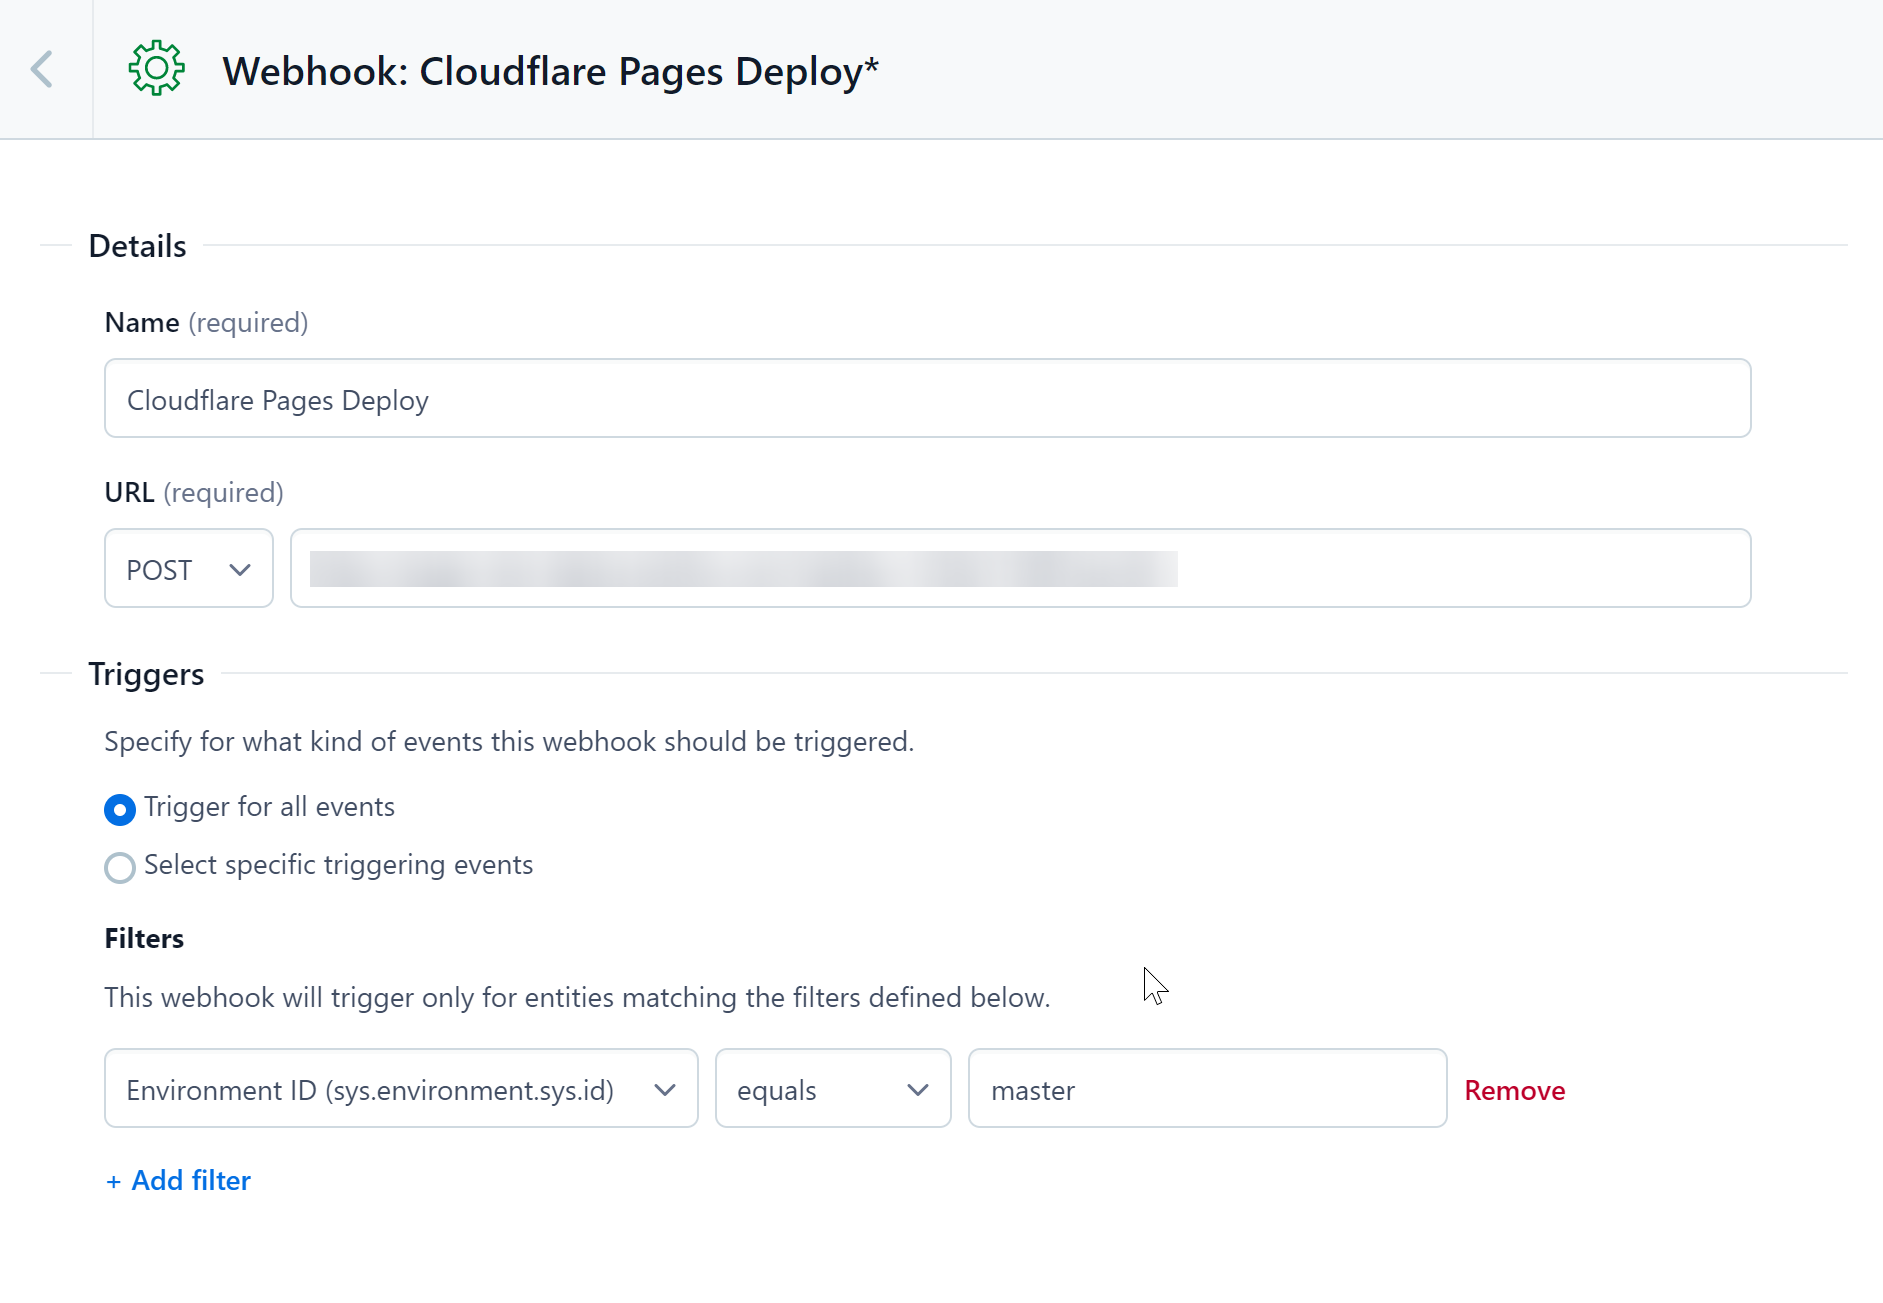 Webhook: Cloudflare Pages Deploy*
Details
Name (required)
Cloudflare Pages Deploy
URL (required)
POST
Triggers
Specify for what kind of events this webhook should be triggered.
Trigger for all events
Select specific triggering events
Filters
This webhook will trigger only for entities matching the filters defined below.
Environment ID (sys.environment.sys.id) equals master Remove
+ Add filter